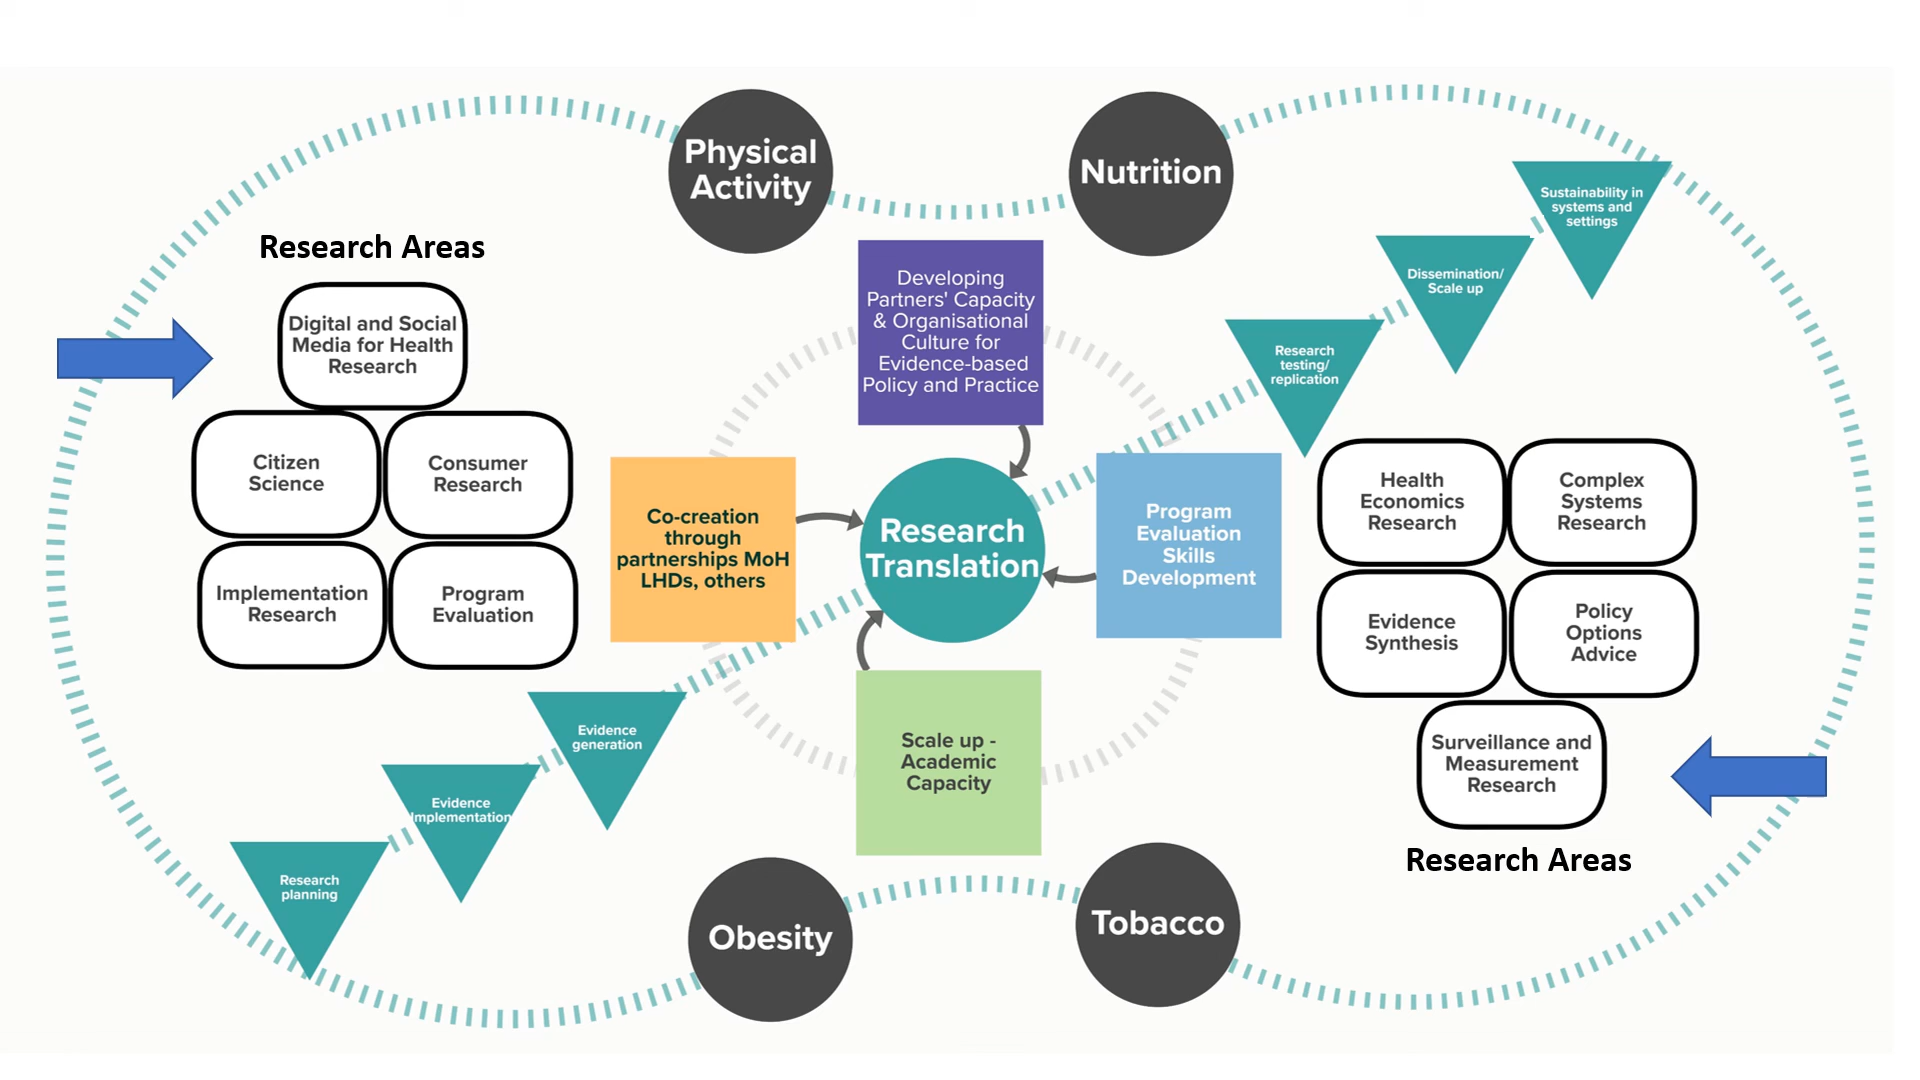 Physical
Activity
Nutrition
Sustainability in
systems and
settings
Dissemination/
Scale up
Research
testing/
replication
Research Areas
Digital and Social
Media for Health
Research
Citizen
Science
Consumer
Research
Implementation
Research
Program
Evaluation
Developing
Partners' Capacity
& Organisational
Culture for
Evidence-based
Policy and Practice
Co-creation
through
partnerships MoH
LHDs, others
Research
Translation
Program
Evaluation
Skills
Development
Scale up -
Academic
Capacity
Health
Economics
Research
Complex
Systems
Research
Evidence
Synthesis
Policy
Options
Advice
Surveillance and
Measurement
Research
Research Areas
Evidence
generation
Evidence
Implementation
Research
planning
Obesity
Tobacco